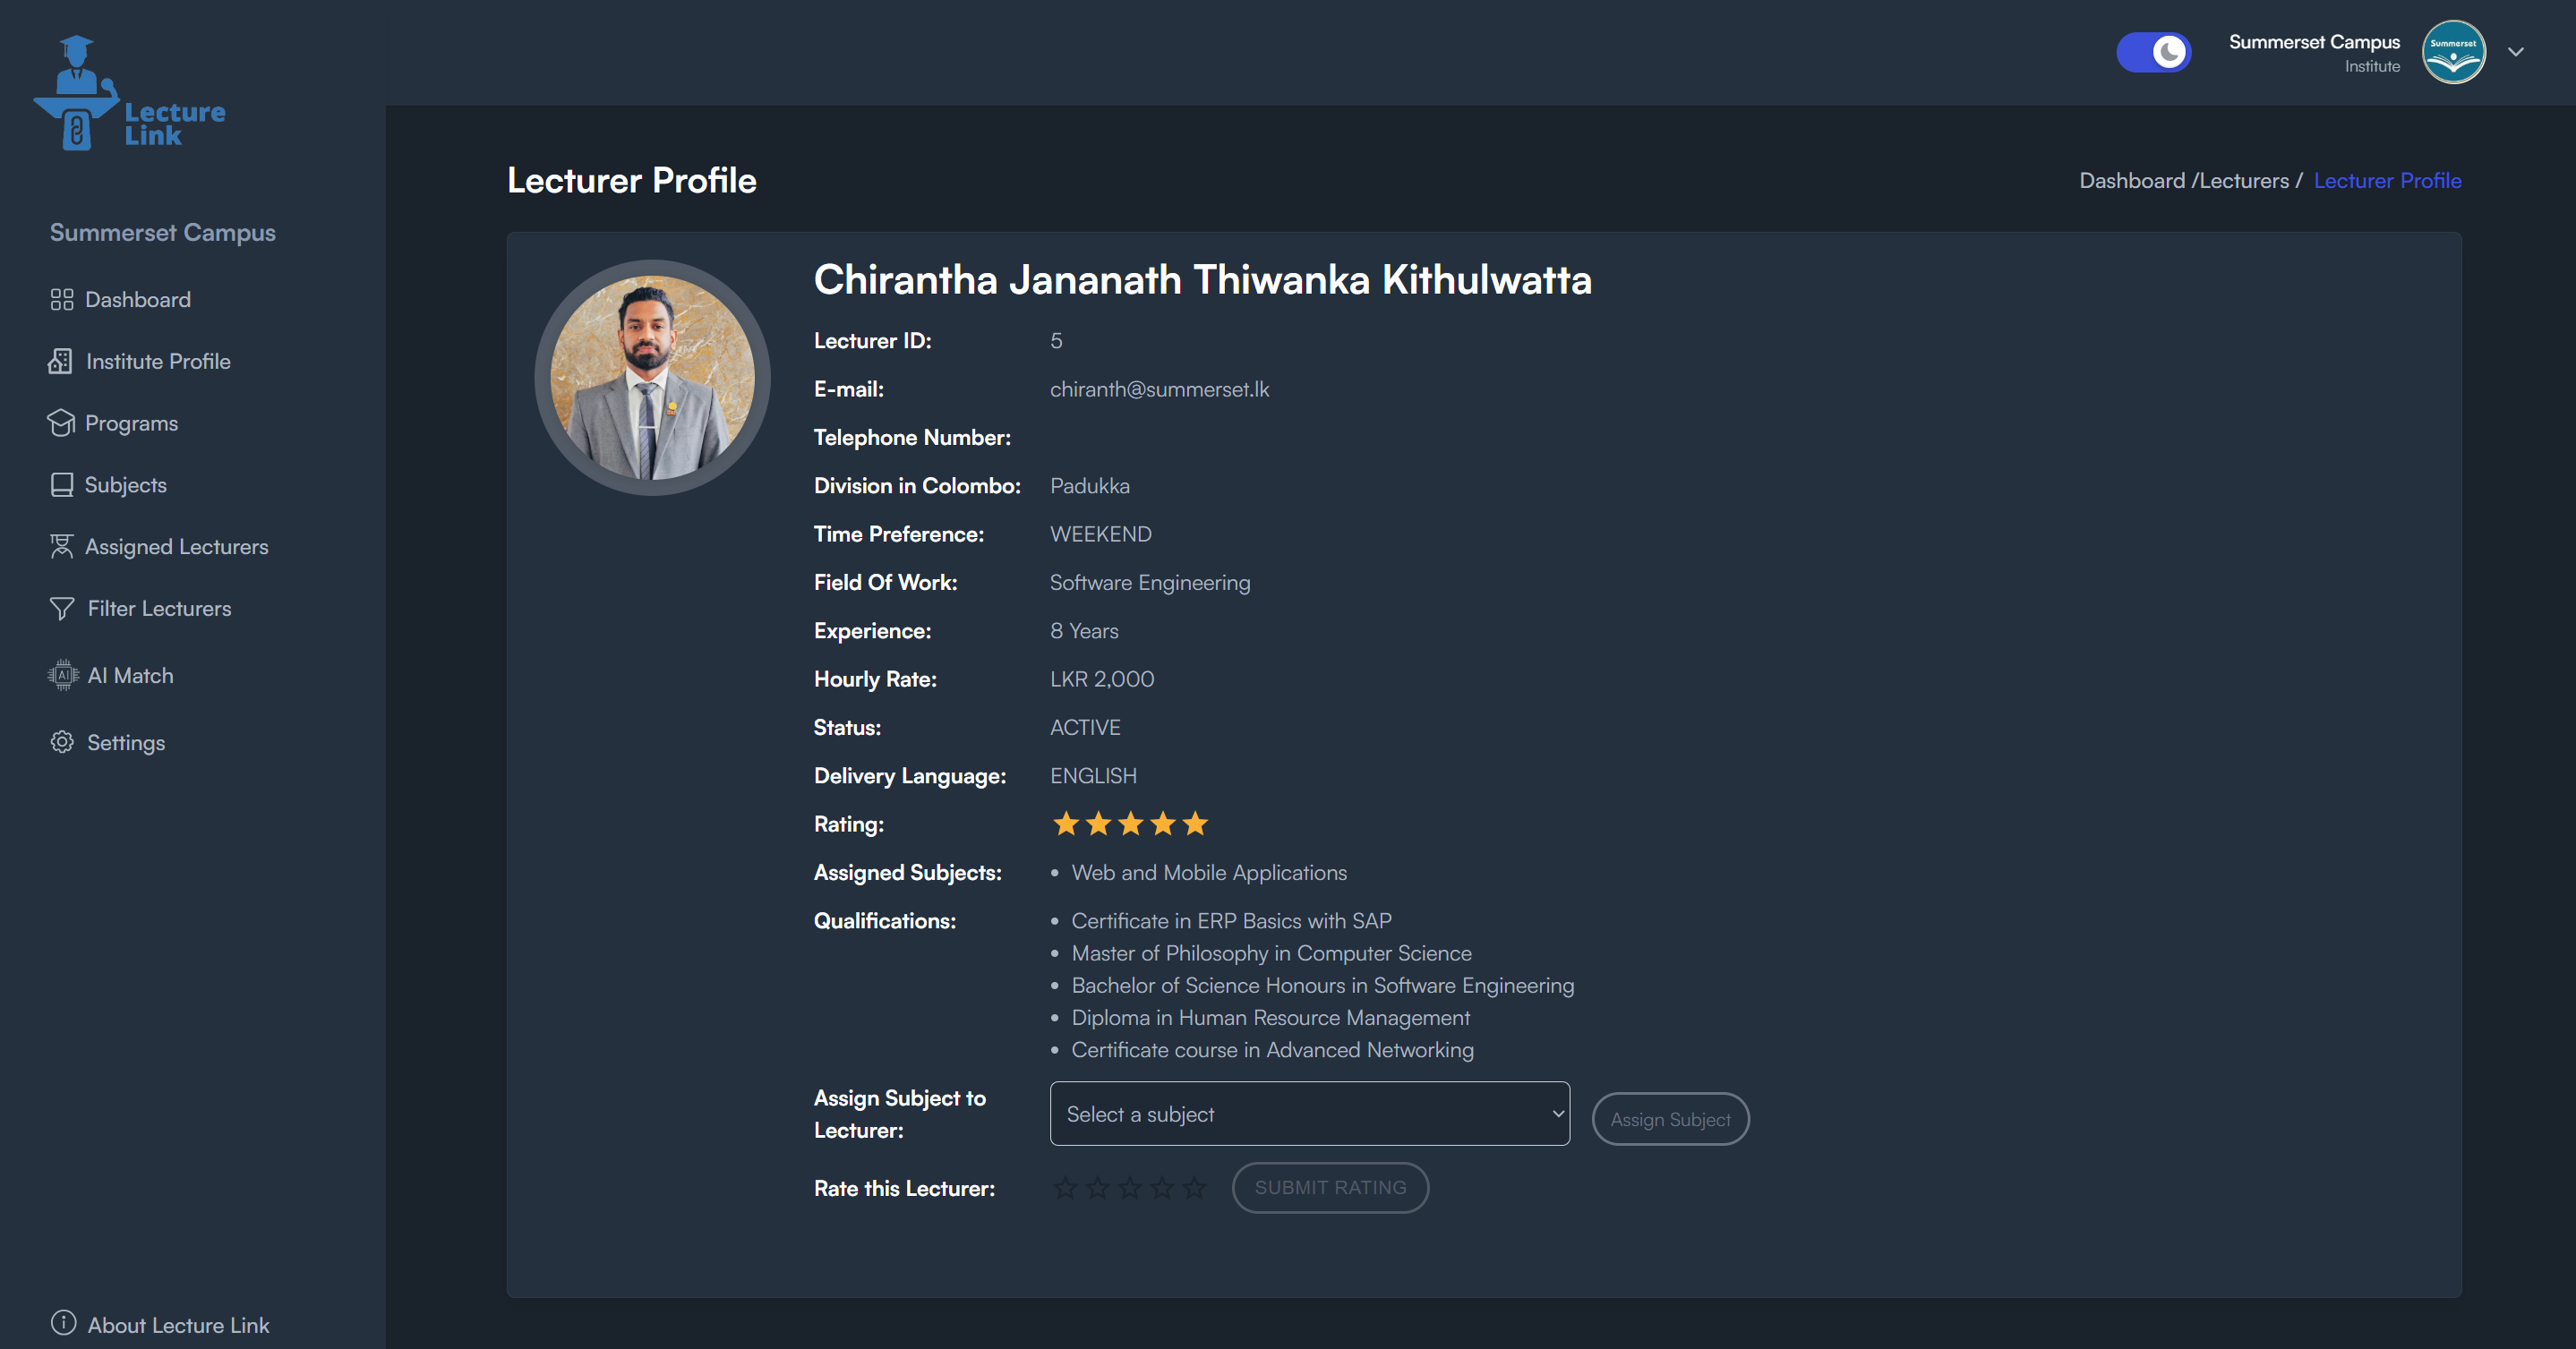 Lecture
Link
Summerset Campus
Dashboard
Institute Profile
Programs
Subjects
Assigned Lecturers
Filter Lecturers
AI
AI Match
Settings
About Lecture Link
Summerset Campus
Institute
Summerset
Lecturer Profile
Dashboard /Lecturers / Lecturer Profile
Chirantha Jananath Thiwanka Kithulwatta
Lecturer ID: 5
E-mail: chiranth@summerset.lk
Telephone Number:
Division in Colombo: Padukka
Time Preference: WEEKEND
Field Of Work: Software Engineering
Experience: 8 Years
Hourly Rate: LKR 2,000
Status: ACTIVE
Delivery Language: ENGLISH
Rating:
Assigned Subjects: • Web and Mobile Applications
Qualifications: • Certificate in ERP Basics with SAP
• Master of Philosophy in Computer Science
• Bachelor of Science Honours in Software Engineering
• Diploma in Human Resource Management
• Certificate course in Advanced Networking
Assign Subject to
Lecturer:
Select a subject
Assign Subject
Rate this Lecturer:
SUBMIT RATING